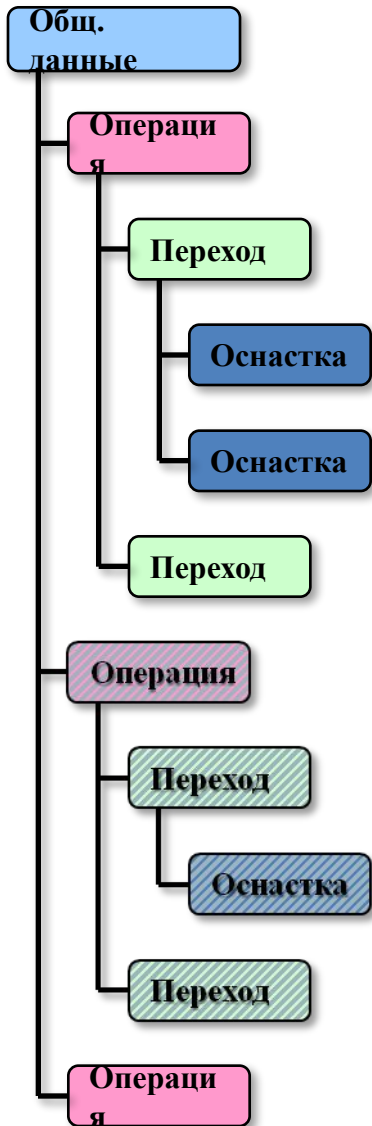 Общ.
данные
Операци
я
Переход
Оснастка
Оснастка
Переход
Операция
Переход
Оснастка
Переход
Операци
я